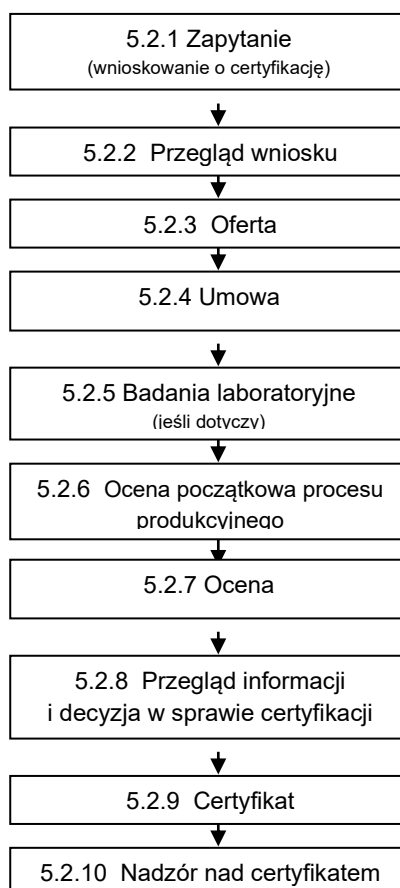 5.2.1 Zapytanie
(wnioskowanie o certyfikację)
5.2.2 Przegląd wniosku
5.2.3 Oferta
5.2.4 Umowa
5.2.5 Badania laboratoryjne
(jeśli dotyczy)
5.2.6 Ocena początkowa procesu
produkcyjnego
5.2.7 Ocena
5.2.8 Przegląd informacji
i decyzja w sprawie certyfikacji
5.2.9 Certyfikat
5.2.10 Nadzór nad certyfikatem